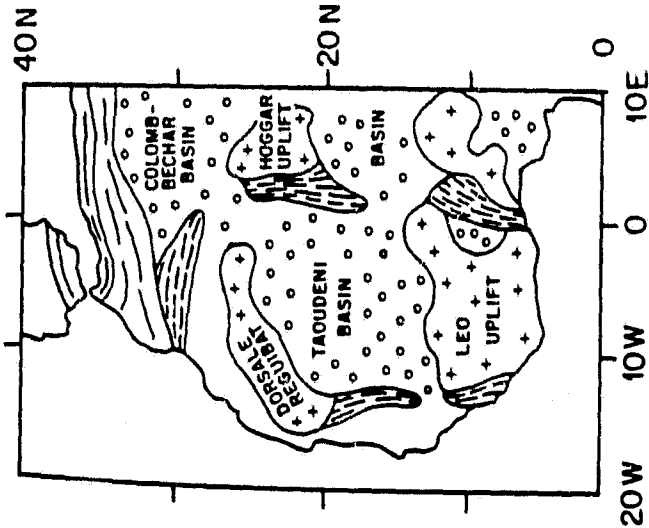 40N
20N
0
COLOMB-
BECHAR
BASIN
HOGGAR
UPLIFT
BASIN
TAOUDENI
BASIN
DORSALE
REGUIBAT
LEO
UPLIFT
10E
0
10W
20W